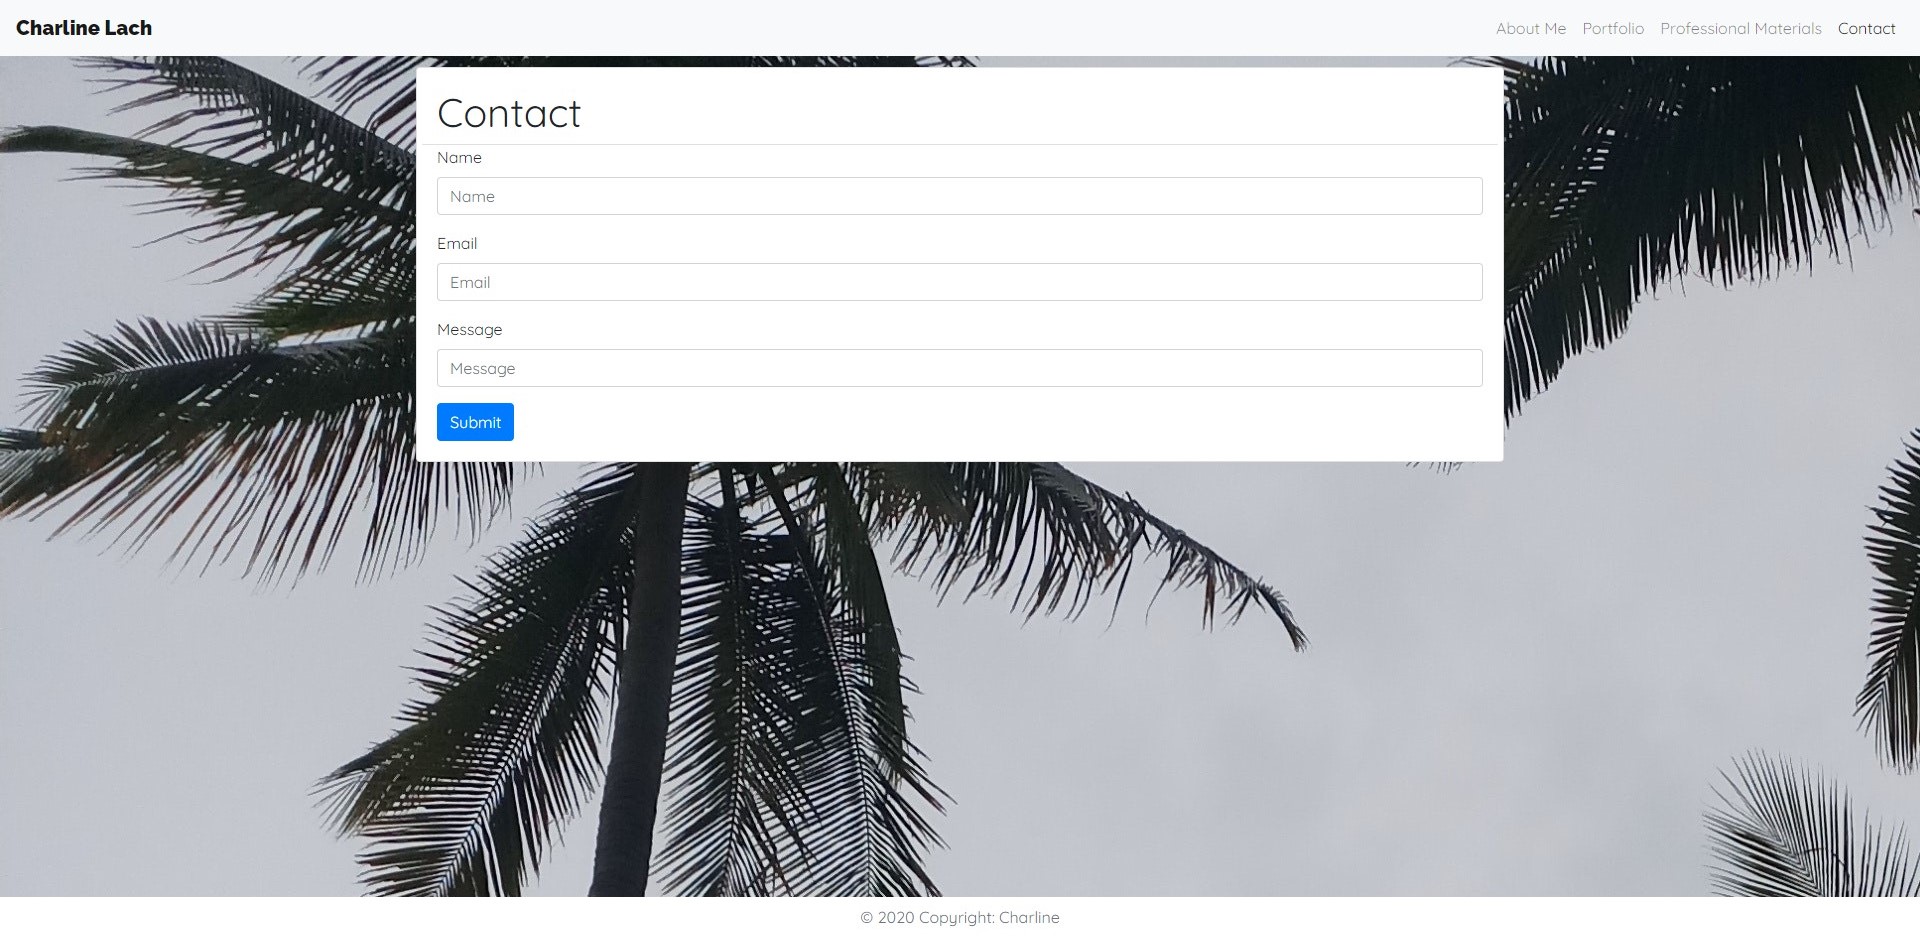 Charline Lach
About Me Portfolio Professional Materials Contact
Contact
Name
Name
Email
Email
Message
Message
Submit
© 2020 Copyright: Charline